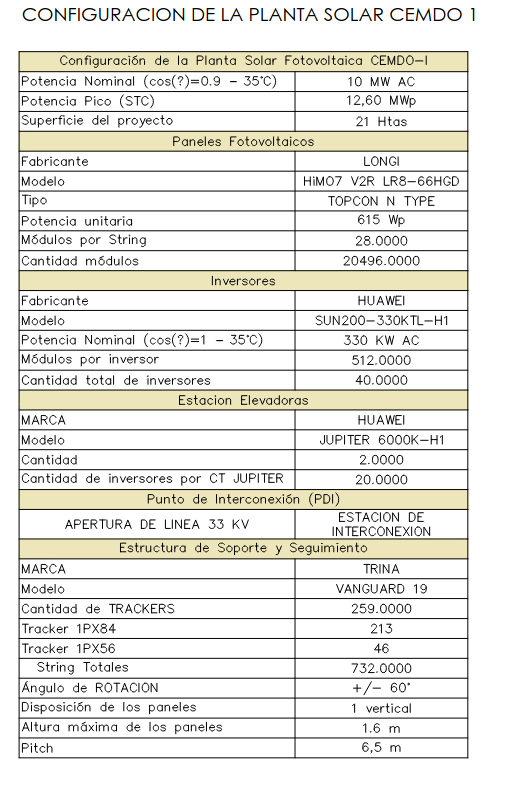 CONFIGURACION DE LA PLANTA SOLAR CEMDO 1
Configuración de la Planta Solar Fotovoltaica CEMDO-I
Potencia Nominal (cos(?)=0.9 - 35°C) 10 MW AC
Potencia Pico (STC) 12,60 MWp
Superficie del proyecto 21 Htas
Paneles Fotovoltaicos
Fabricante LONGI
Modelo HiMO7 V2R LR8-66HGD
Tipo TOPCON N TYPE
Potencia unitaria 615 Wp
Módulos por String 28.0000
Cantidad módulos 20496.0000
Inversores
Fabricante HUAWEI
Modelo SUN200-330KTL-H1
Potencia Nominal (cos(?)=1 - 35°C) 330 KW AC
Módulos por inversor 512.0000
Cantidad total de inversores 40.0000
Estacion Elevadoras
MARCA HUAWEI
Modelo JUPITER 6000K-H1
Cantidad 2.0000
Cantidad de inversores por CT JUPITER 20.0000
Punto de Interconexión (PDI)
APERTURA DE LINEA 33 KV ESTACION DE
INTERCONEXION
Estructura de Soporte y Seguimiento
MARCA TRINA
Modelo VANGUARD 19
Cantidad de TRACKERS 259.0000
Tracker 1PX84 213
Tracker 1PX56 46
String Totales 732.0000
Ángulo de ROTACION +/- 60°
Disposición de los paneles 1 vertical
Altura máxima de los paneles 1.6 m
Pitch 6,5 m